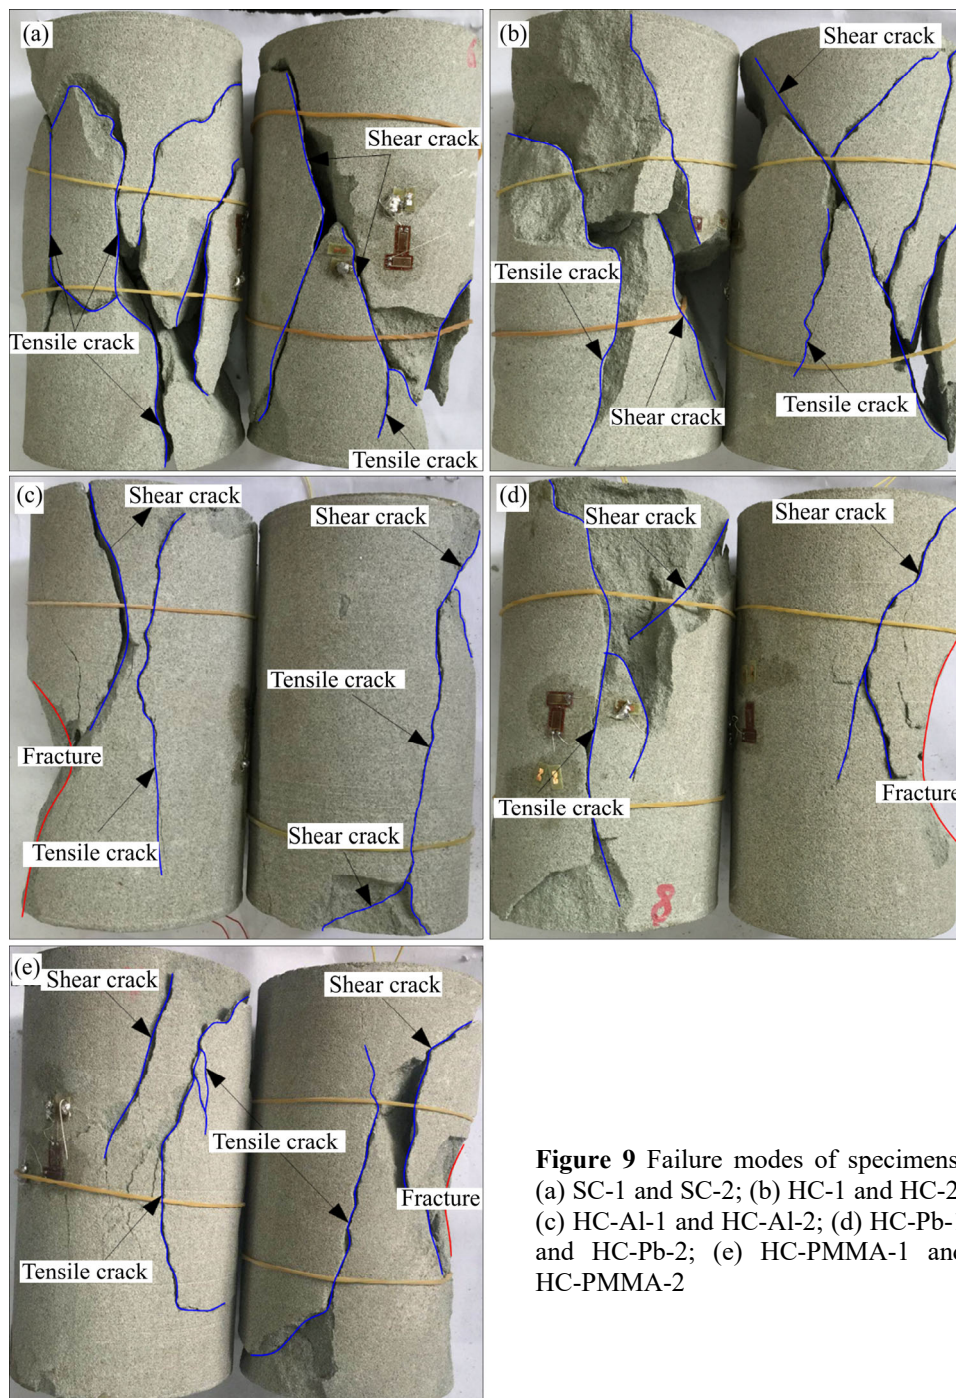 (a)
Shear crack
Tensile crack
Tensile crack
(b)
Shear crack
Tensile crack
Tensile crack
Shear crack
(c)
Shear crack
Shear crack
Tensile crack
Fracture
Shear crack
Tensile crack
(d)
Shear crack
Shear crack
Fracture
Tensile crack
8
(e)
Shear crack
Shear crack
Tensile crack
Fracture
Tensile crack
Figure 9 Failure modes of specimens
(a) SC-1 and SC-2; (b) HC-1 and HC-2
(c) HC-Al-1 and HC-Al-2; (d) HC-Pb-1
and HC-Pb-2; (e) HC-PMMA-1 and
HC-PMMA-2